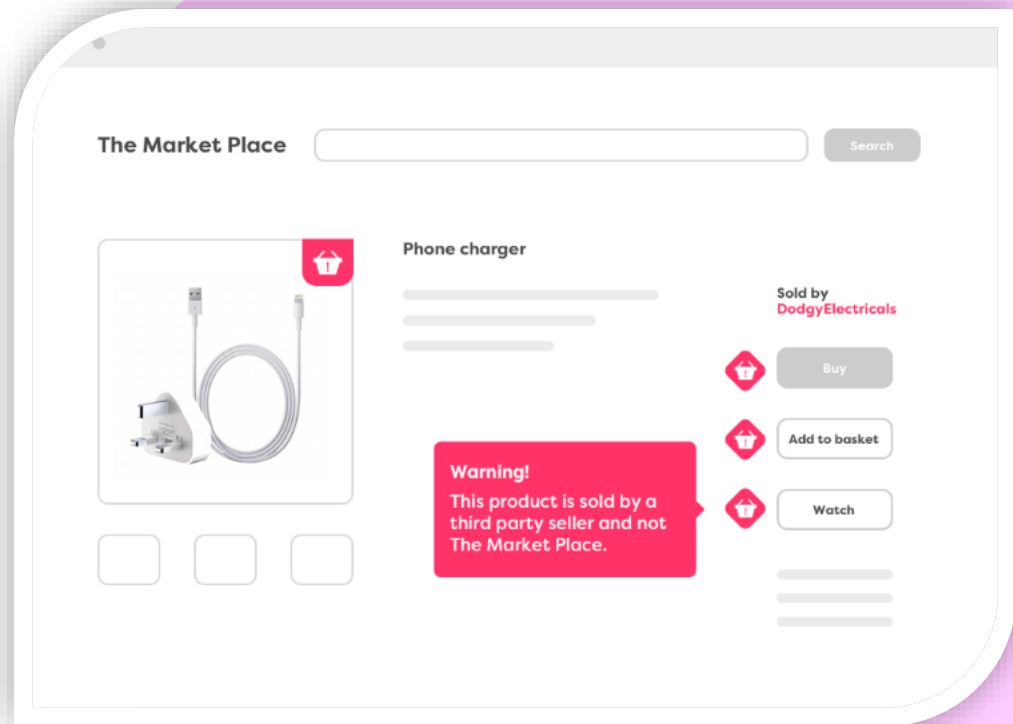 The Market Place
Search
Phone charger
Sold by
DodgyElectricals
Buy
Add to basket
Watch
Warning!
This product is sold by a
third party seller and not
The Market Place.